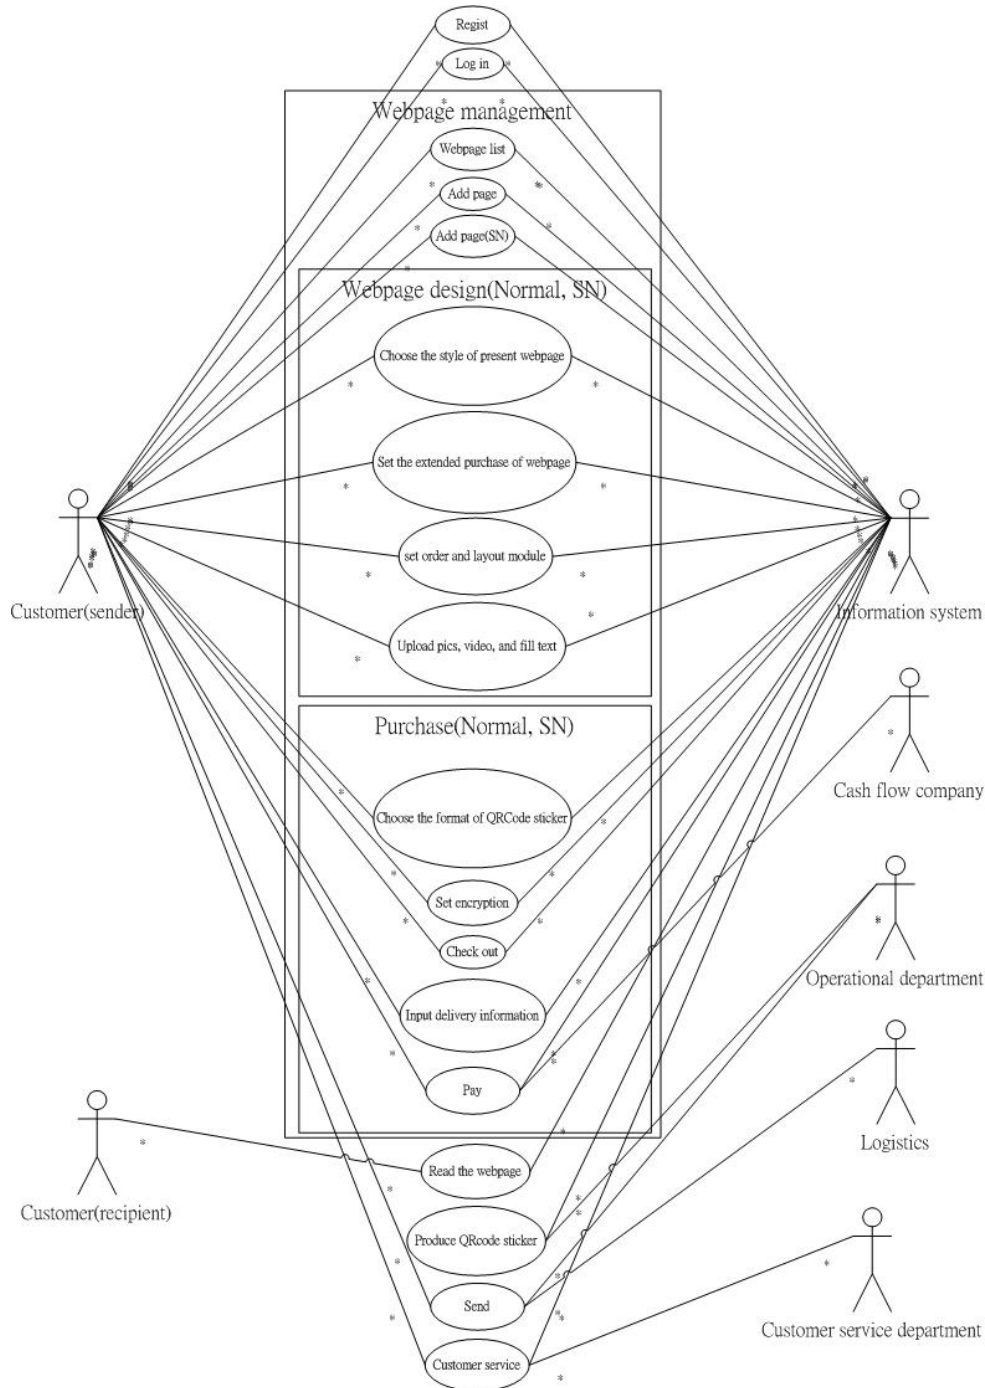 Regist
Log in
Webpage management
Webpage list
Add page
Add page(SN)
Webpage design(Normal, SN)
Choose the style of present webpage
Set the extended purchase of webpage
set order and layout module
Customer(sender)
Information system
Upload pics, video, and fill text
Purchase(Normal, SN)
Cash flow company
Choose the format of QRCode sticker
Set encryption
Check out
Operational department
Input delivery information
Pay
Logistics
Read the webpage
Customer(recipient)
Produce QRcode sticker
Send
Customer service department
Customer service